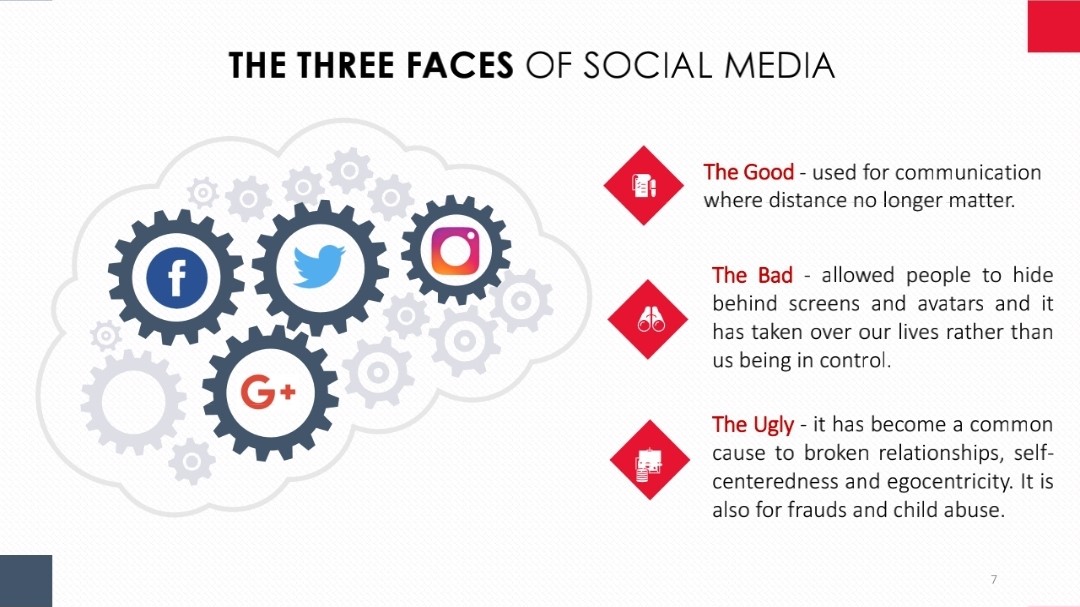 THE THREE FACES OF SOCIAL MEDIA
f
G+
The Good - used for communication
where distance no longer matter.
The Bad - allowed people to hide
behind screens and avatars and it
has taken over our lives rather than
us being in control.
The Ugly - it has become a common
cause to broken relationships, self-
centeredness and egocentricity. It is
also for frauds and child abuse.
7